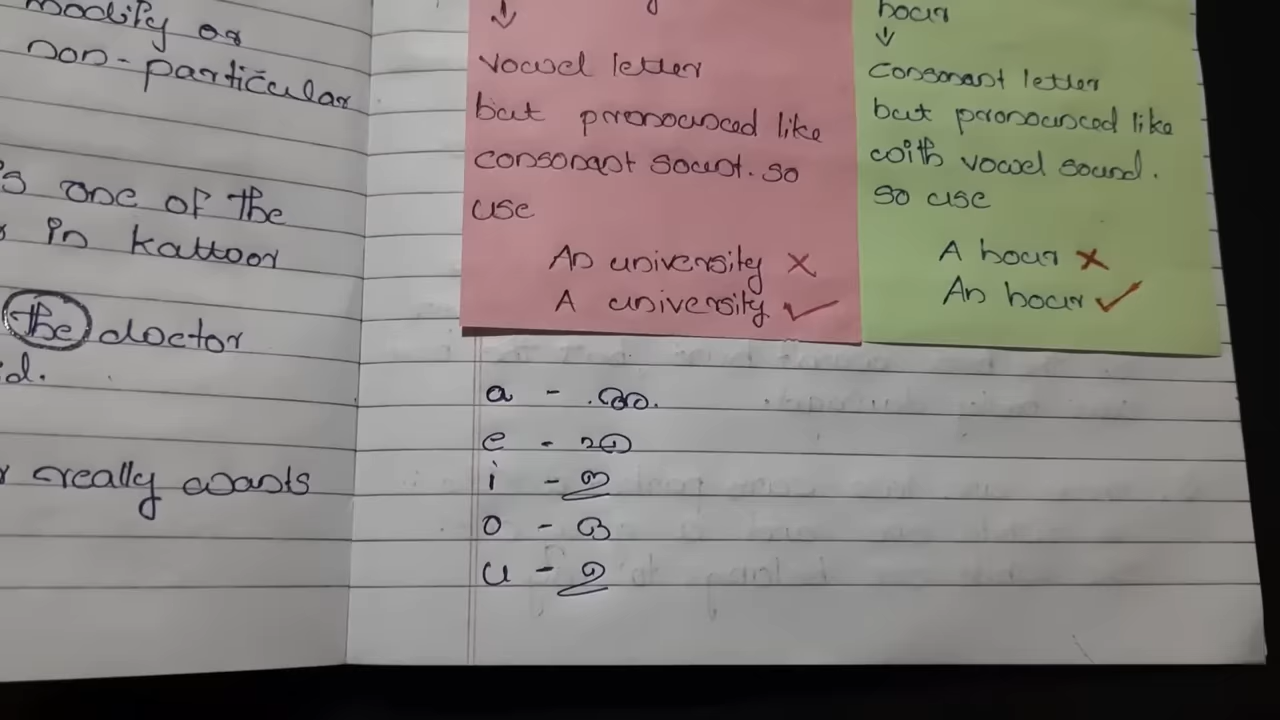 modify or
non-particular
's one of the
in kattoor
the doctor
d.
really wants
vowel letter
but pronounced like
consonant sount. so
use
An university ✗
A university ✓
hour
↓
consonant letter
but pronounced like
with vowel sound.
so use
A hour ✗
An hour ✓
a - അ.
e - എ
i - ഇ
o - ഒ
u - ഉ